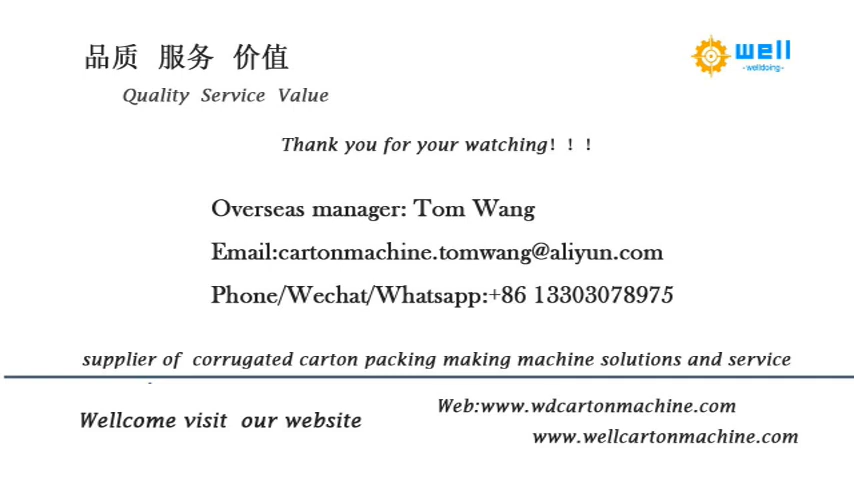 品质 服务 价值
well
-welldoing-
Quality Service Value
Thank you for your watching！！！
Overseas manager: Tom Wang
Email:cartonmachine.tomwang@aliyun.com
Phone/Wechat/Whatsapp:+86 13303078975
supplier of corrugated carton packing making machine solutions and service
Wellcome visit our website
Web:www.wdcartonmachine.com
www.wellcartonmachine.com